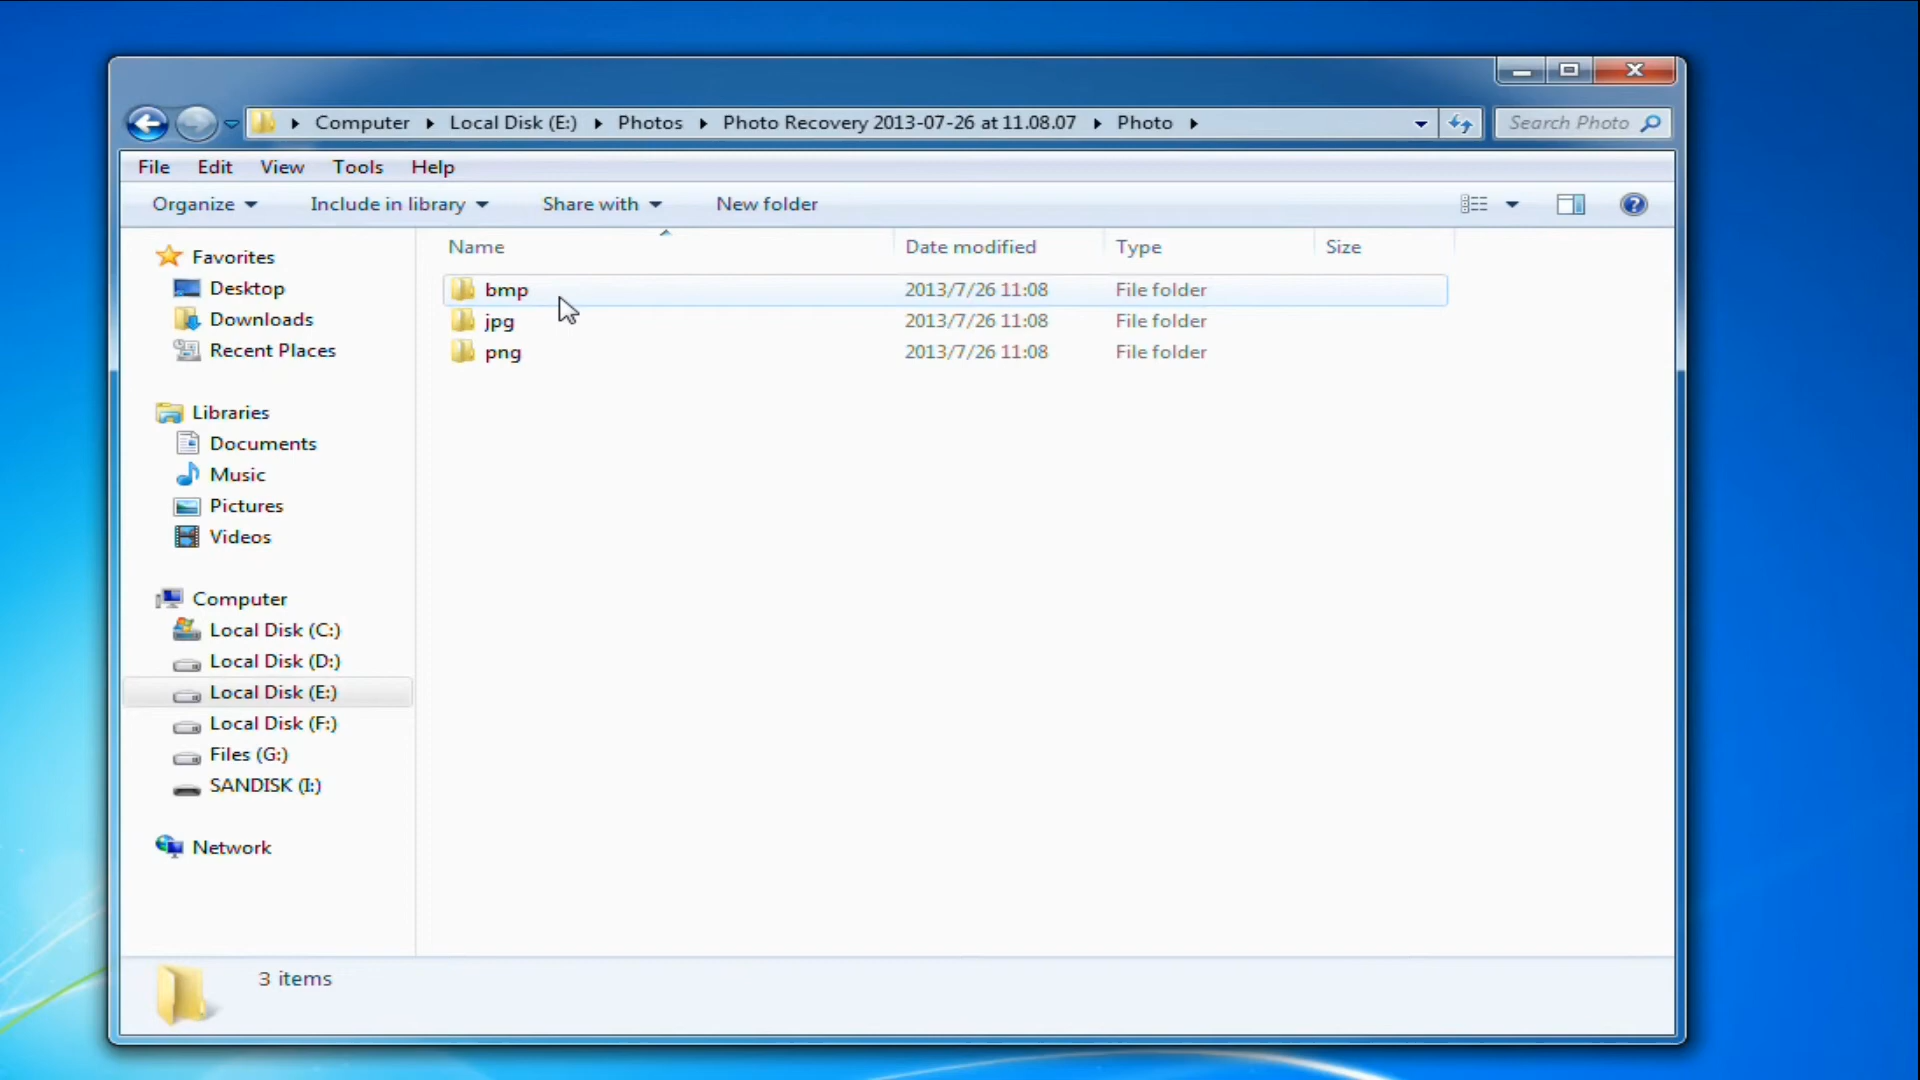 Computer Local Disk (E:) Photos Photo Recovery 2013-07-26 at 11.08.07 Photo Search Photo
File Edit View Tools Help
Organize Include in library Share with New folder
Name Date modified Type Size
bmp 2013/7/26 11:08 File folder
jpg 2013/7/26 11:08 File folder
png 2013/7/26 11:08 File folder
Favorites
Desktop
Downloads
Recent Places
Libraries
Documents
Music
Pictures
Videos
Computer
Local Disk (C:)
Local Disk (D:)
Local Disk (E:)
Local Disk (F:)
Files (G:)
SANDISK (I:)
Network
3 items